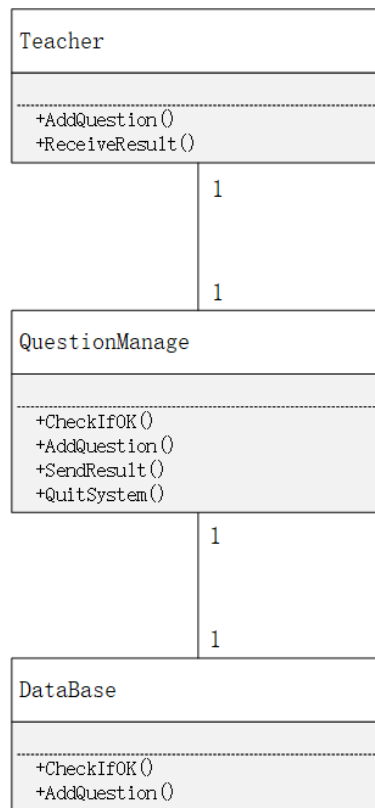 Teacher
+AddQuestion()
+ReceiveResult()
1
1
QuestionManage
+CheckIfOK()
+AddQuestion()
+SendResult()
+QuitSystem()
1
1
DataBase
+CheckIfOK()
+AddQuestion()